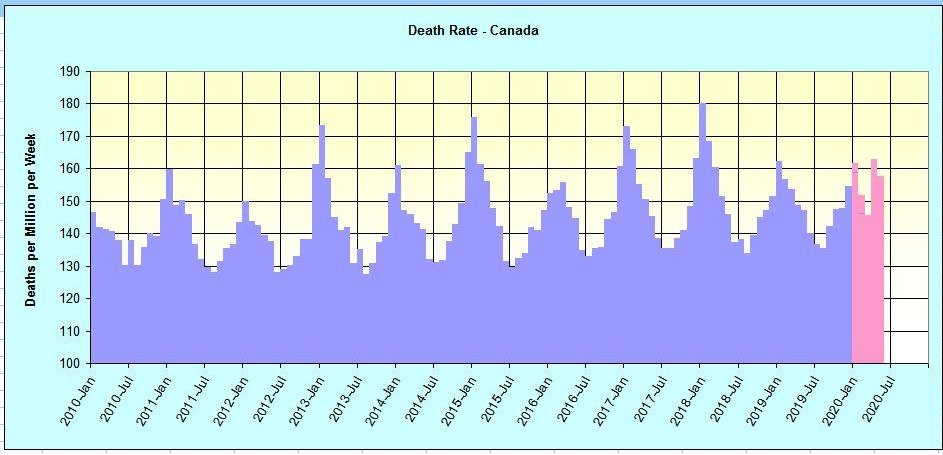 Death Rate - Canada
Deaths per Million per Week
190
180
170
160
150
140
130
120
110
100
2010-Jan
2010-Jul
2011-Jan
2011-Jul
2012-Jan
2012-Jul
2013-Jan
2013-Jul
2014-Jan
2014-Jul
2015-Jan
2015-Jul
2016-Jan
2016-Jul
2017-Jan
2017-Jul
2018-Jan
2018-Jul
2019-Jan
2019-Jul
2020-Jan
2020-Jul